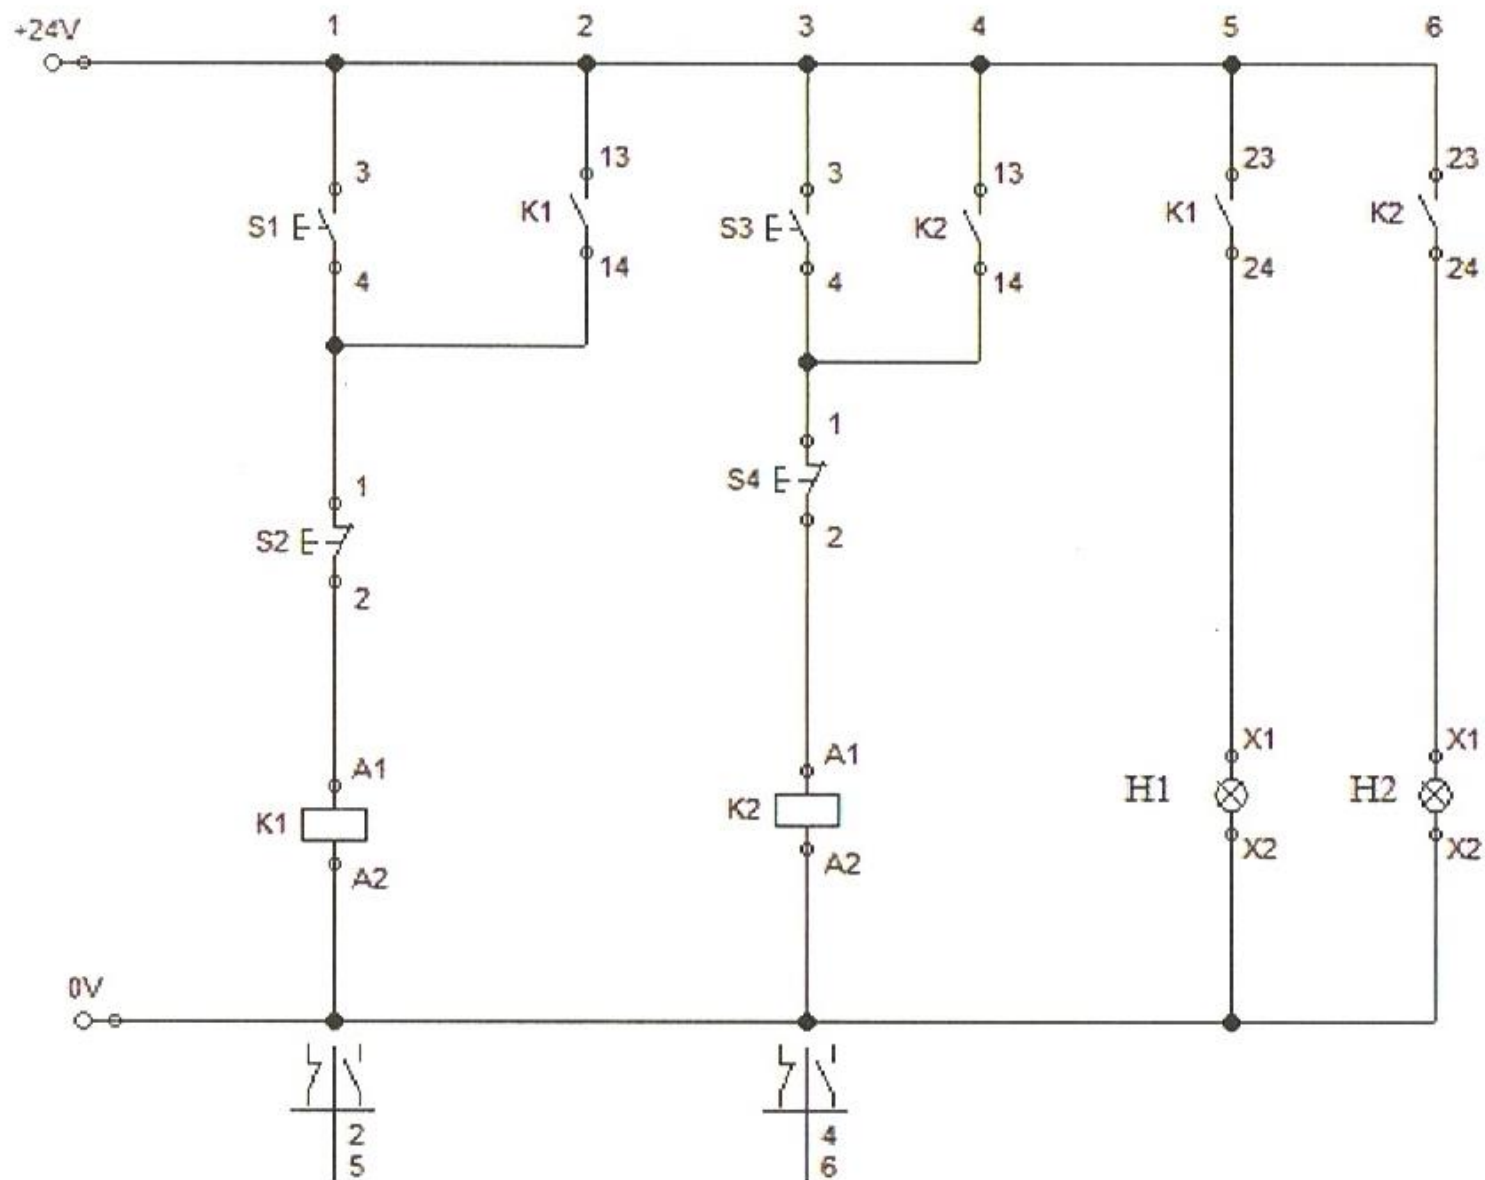 +24V 1 2 3 4 5 6
13 23 23
3 3 13
S1 K1 S3 K2 K1 K2
14 24 24
4 4 14
1
1 S4
S2 2
2
X1 X1
A1 A1
H1 H2
K1 K2
X2 X2
A2 A2
0V
2 4
5 6